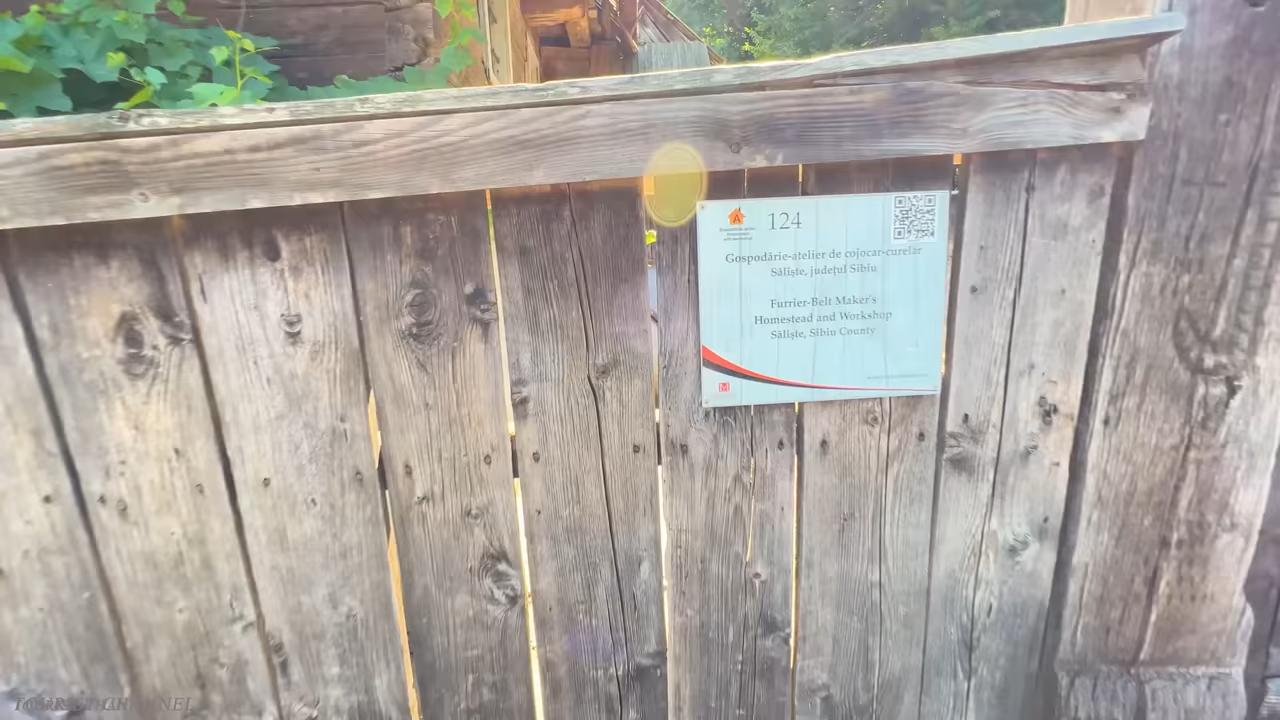 124
Gospodărie-atelier de cojocar-curelar
Săliște, județul Sibiu
Furrier-Belt Maker's
Homestead and Workshop
Săliște, Sibiu County